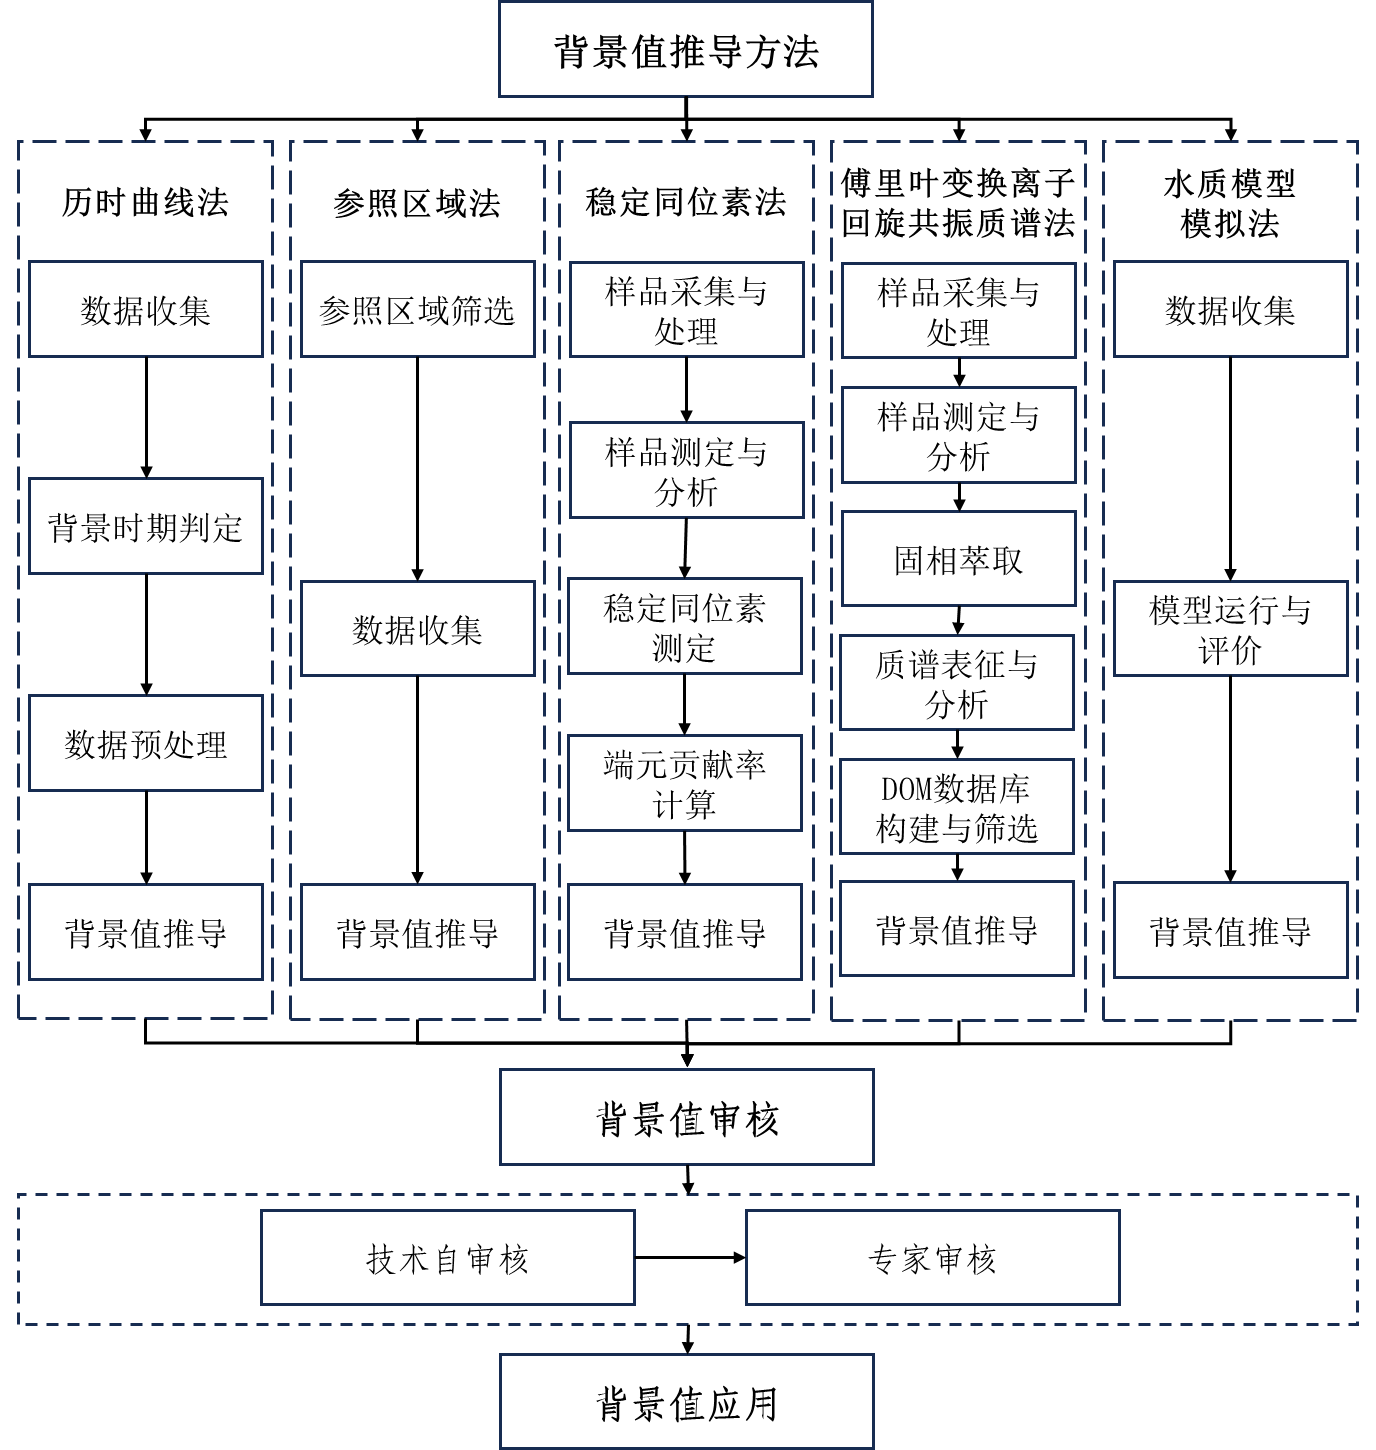 背景值推导方法
历时曲线法
数据收集
背景时期判定
数据预处理
背景值推导
参照区域法
参照区域筛选
数据收集
背景值推导
稳定同位素法
样品采集与
处理
样品测定与
分析
稳定同位素
测定
端元贡献率
计算
背景值推导
傅里叶变换离子
回旋共振质谱法
样品采集与
处理
样品测定与
分析
固相萃取
质谱表征与
分析
DOM数据库
构建与筛选
背景值推导
水质模型
模拟法
数据收集
模型运行与
评价
背景值推导
背景值审核
技术自审核
专家审核
背景值应用